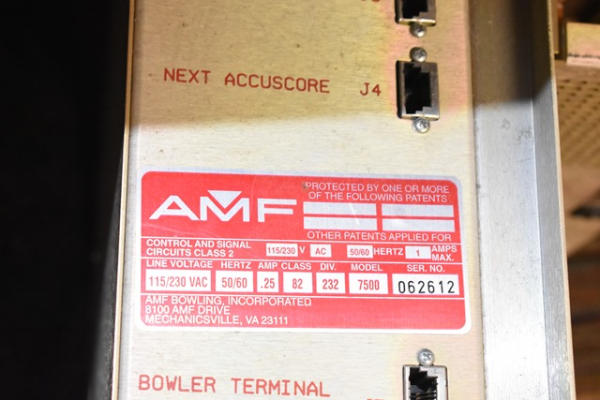 NEXT ACCUSCORE J4
AMF
PROTECTED BY ONE OR MORE
OF THE FOLLOWING PATENTS
OTHER PATENTS APPLIED FOR
CONTROL AND SIGNAL
CIRCUITS CLASS 2
115/230 V AC 50/60 HERTZ 1 AMPS
MAX.
LINE VOLTAGE HERTZ AMP CLASS DIV. MODEL SER. NO.
115/230 VAC 50/60 .25 82 232 7500 062612
AMF BOWLING, INCORPORATED
8100 AMF DRIVE
MECHANICSVILLE, VA 23111
BOWLER TERMINAL